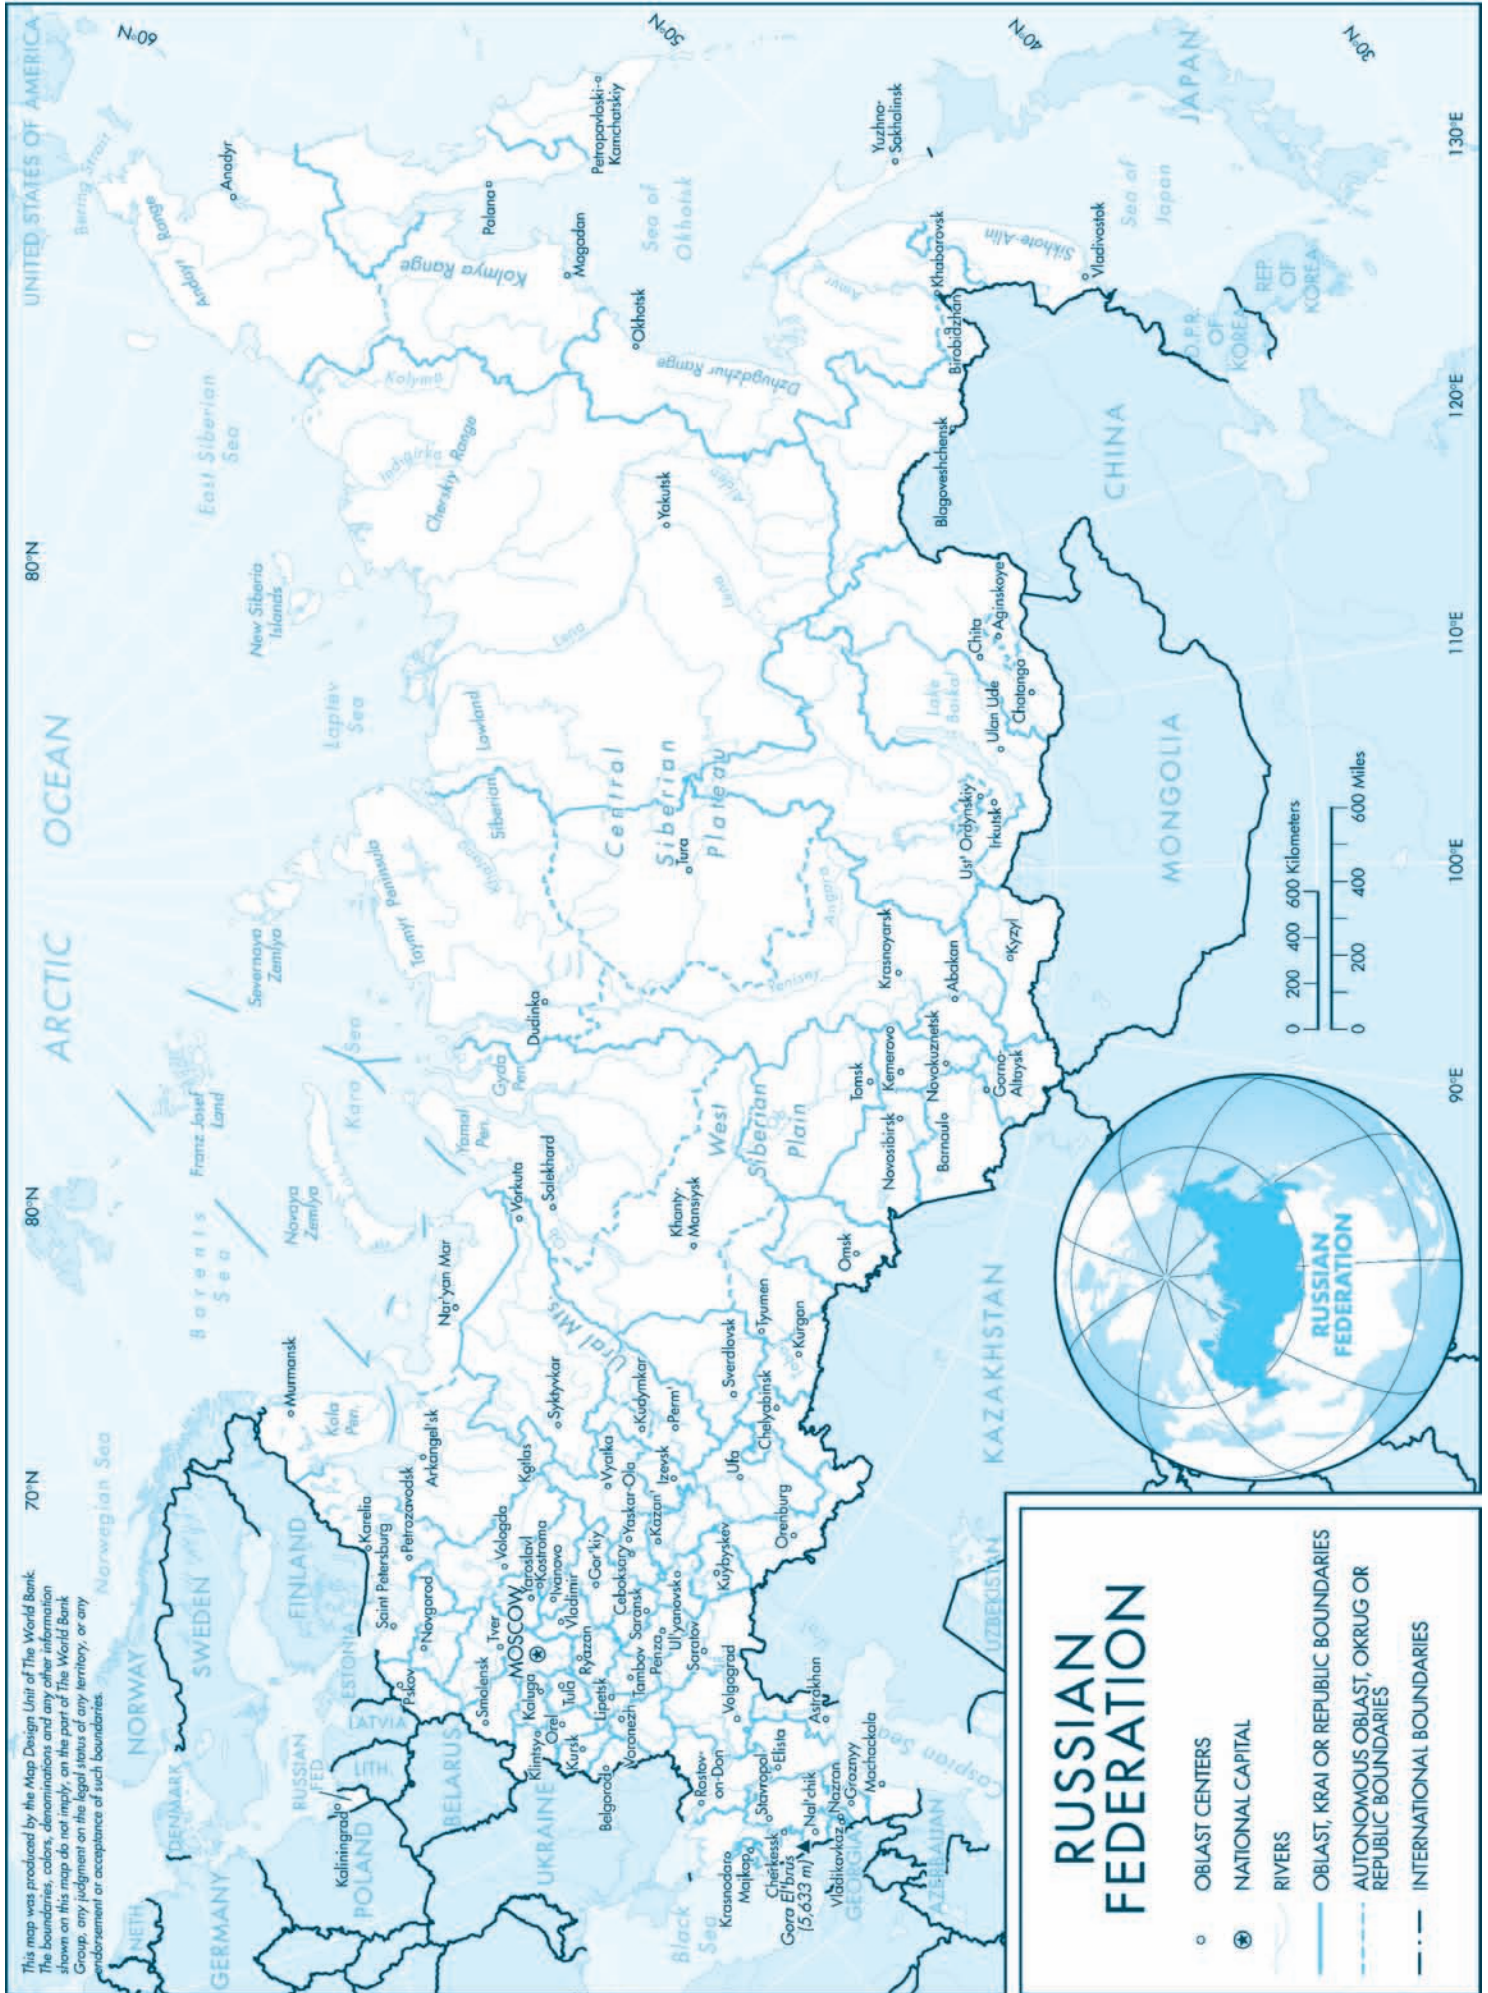 This map was produced by the Map Design Unit of The World Bank.
The boundaries, colors, denominations and any other information
shown on this map do not imply, on the part of The World Bank
Group, any judgment on the legal status of any territory, or any
endorsement or acceptance of such boundaries.
80°N
80°N
70°N
60°N
50°N
40°N
30°N
130°E
120°E
110°E
100°E
90°E
ARCTIC OCEAN
UNITED STATES OF AMERICA
Bering Strait
East Siberian
Sea
New Siberia
Islands
Laptev
Sea
Severnaya
Zemlya
Kara Sea
Franz Josef
Land
Barents
Sea
Novaya
Zemlya
Norwegian Sea
NORWAY
SWEDEN
FINLAND
DENMARK
NETH.
GERMANY
POLAND
RUSSIAN
FED.
LITH.
LATVIA
ESTONIA
BELARUS
UKRAINE
Black
Sea
GEORGIA
AZERBAIJAN
Caspian Sea
UZBEKISTAN
KAZAKHSTAN
MONGOLIA
CHINA
D.P.R.
OF
KOREA
REP.
OF
KOREA
JAPAN
Sea of
Japan
Sea of
Okhotsk
Anadyr
Range
Anadyr
Kolmya Range
Palana
Petropavloski-
Kamchatskiy
Magadan
Okhotsk
Yuzhno-
Sakhalinsk
Dzhugdzhur Range
Amur
Khabarovsk
Sikhote-Alin
Birobidzhan
Vladivostok
Blagoveshchensk
Kolyma
Indigirka
Cherskiy Range
Yakutsk
Alden
Lena
Lena
Central
Siberian
Plateau
Lowland
Siberian
Khatang
Taymyr Peninsula
Tura
Angara
Yenisny
Lake
Baikal
Chita
Aginskoye
Ulan Ude
Chatanga
Ust' Ordynskiy
Irkutsk
Krasnoyarsk
Abakan
Kyzyl
Dudinka
Gyda
Pen.
Yamal
Pen.
Vorkuta
Salekhard
Ob
West
Siberian
Plain
Ob
Tomsk
Kemerovo
Novokuznetsk
Gorno-
Altaysk
Novosibirsk
Barnaul
Khanty-
Mansiysk
Omsk
Nar'yan Mar
Ural Mts.
Tyumen
Kurgan
Sverdlovsk
Chelyabinsk
Murmansk
Kola
Pen.
Arkangel'sk
Syktyvkar
Kudymkar
Perm'
Kotlas
Vyatka
Izevsk
Ufa
Orenburg
Karelia
Petrozavodsk
Saint Petersburg
Novgorod
Pskov
Vologda
Yaroslavl
Kostroma
Ivanovo
Vladimir
Gor'kiy
Yaskar-Ola
Ceboksary
Kazan'
Kuybyskev
Saransk
Ul'yanovsk
Penza
Saratov
Tver
MOSCOW
Smolensk
Kaluga
Tula
Ryazan
Orel
Lipetsk
Tambov
Klintsy
Kursk
Voronezh
Belgorod
Volgograd
Astrakhan
Kaliningrad
Rostov-
on-Don
Krasnodaro
Majkop
Stavropol
Elista
Cherkessk
Gora El'brus
(5,633 m)
Nal'chik
Nazran
Vladikavkaz
Groznyy
Machackala
0 200 400 600 Kilometers
0 200 400 600 Miles
RUSSIAN
FEDERATION
RUSSIAN
FEDERATION
OBLAST CENTERS
NATIONAL CAPITAL
RIVERS
OBLAST, KRAI OR REPUBLIC BOUNDARIES
AUTONOMOUS OBLAST, OKRUG OR
REPUBLIC BOUNDARIES
INTERNATIONAL BOUNDARIES